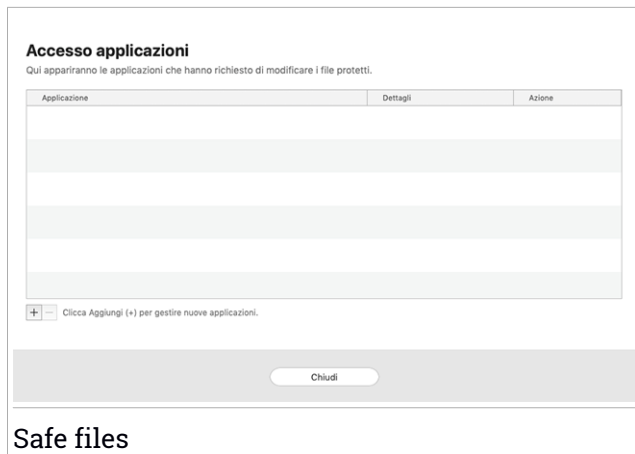 Accesso applicazioni
Qui appariranno le applicazioni che hanno richiesto di modificare i file protetti.
Applicazione Dettagli Azione
+ − Clicca Aggiungi (+) per gestire nuove applicazioni.
Chiudi
Safe files